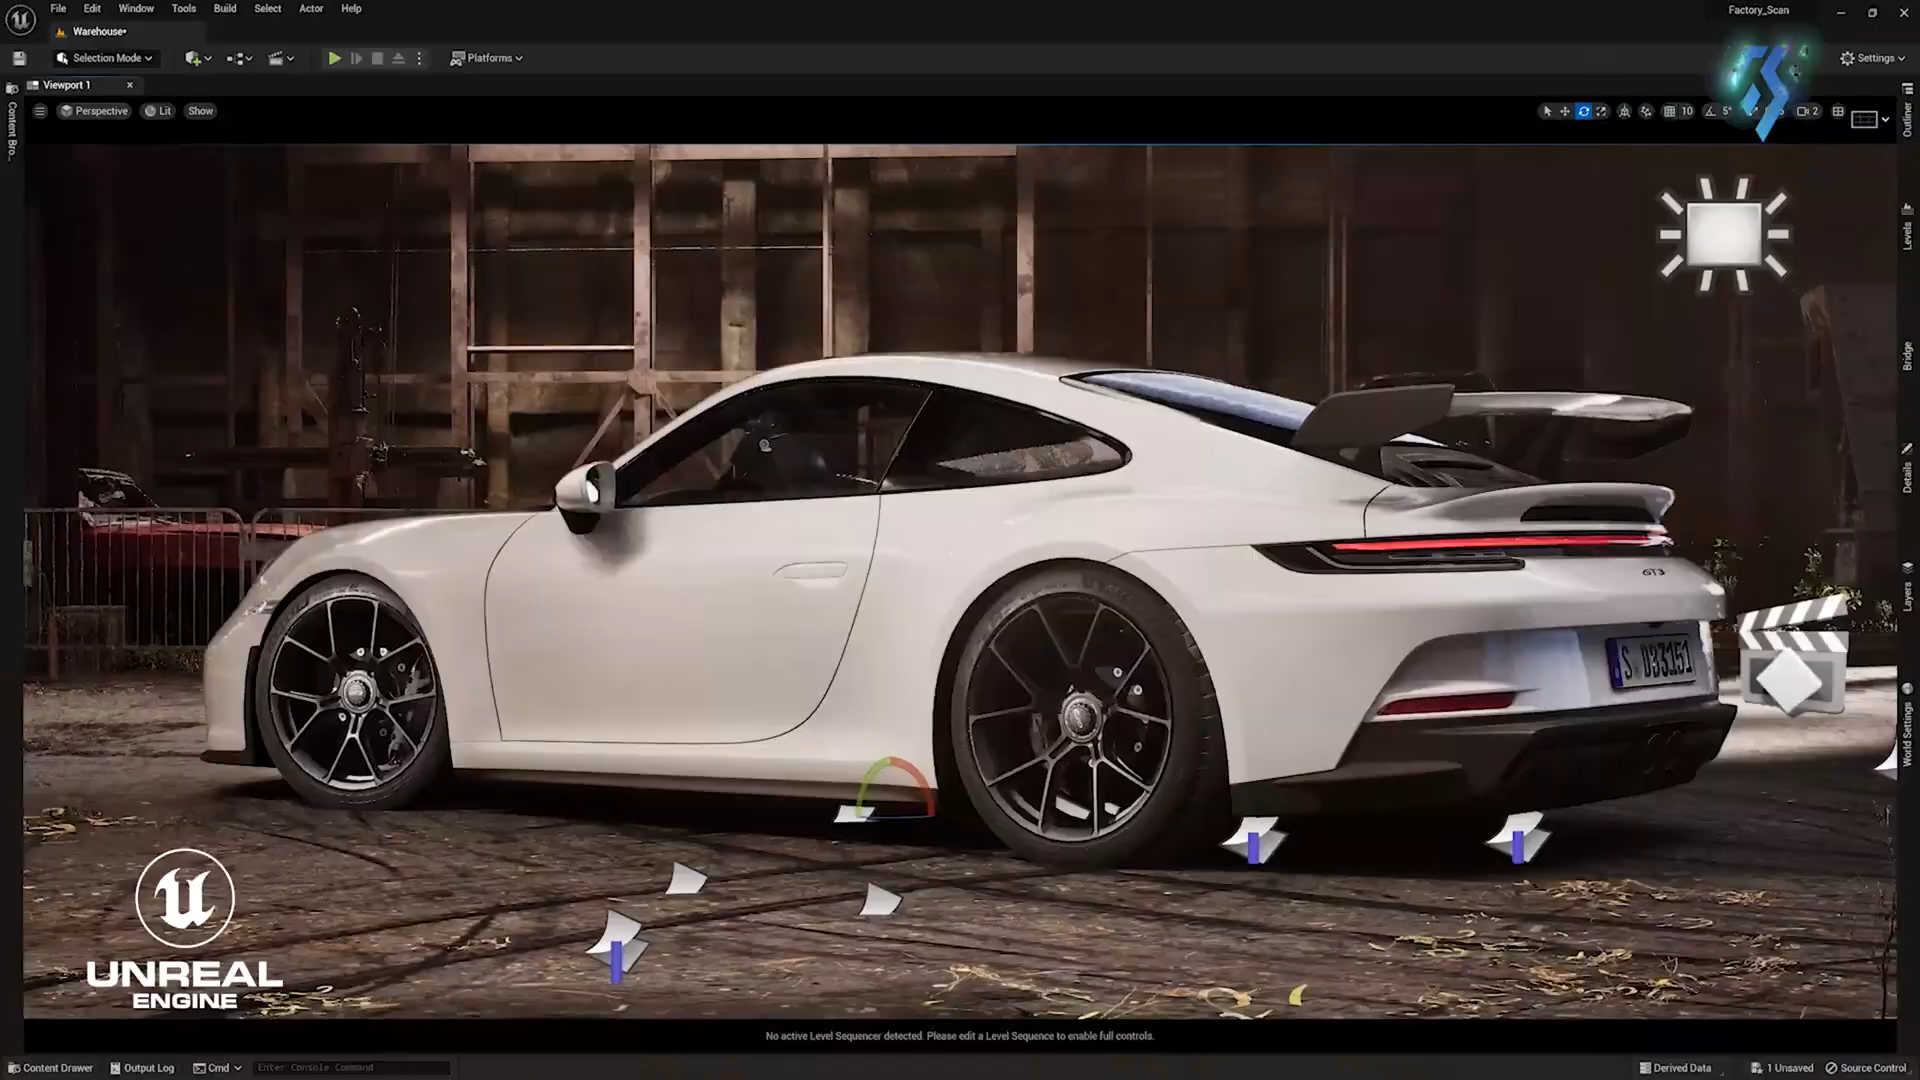 File Edit Window Tools Build Select Actor Help
Factory_Scan
Warehouse•
Selection Mode
Platforms
Settings
Viewport 1
Perspective Lit Show
10 5° 2
Content Bro...
Outliner
Levels
Bridge
Details
Layers
World Settings
GT3
S D33151
UNREAL
ENGINE
No active Level Sequencer detected. Please edit a Level Sequence to enable full controls.
Content Drawer Output Log Cmd Enter Console Command
Derived Data 1 Unsaved Source Control